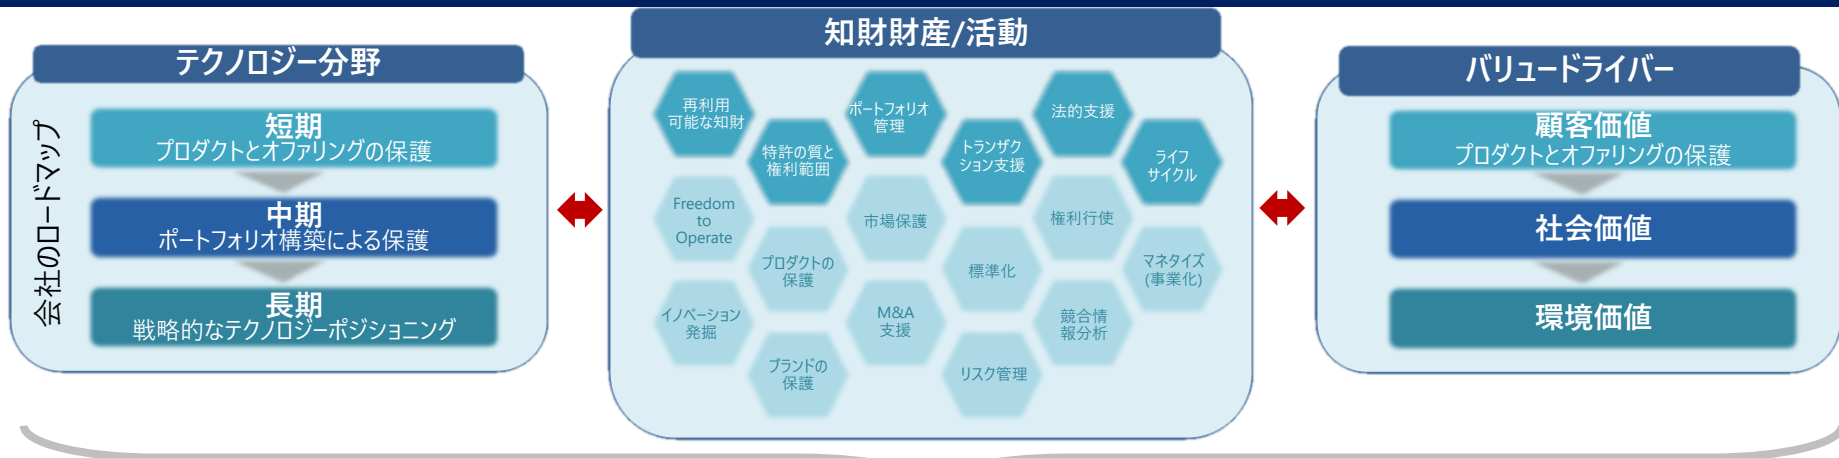 テクノロジー分野
会社のロードマップ
短期
プロダクトとオファリングの保護
中期
ポートフォリオ構築による保護
長期
戦略的なテクノロジーポジショニング
知財財産/活動
再利用
可能な知財
特許の質と
権利範囲
ポートフォリオ
管理
トランザク
ション支援
法的支援
ライフ
サイクル
Freedom
to
Operate
プロダクトの
保護
市場保護
標準化
権利行使
マネタイズ
(事業化)
イノベーション
発掘
ブランドの
保護
M&A
支援
リスク管理
競合情
報分析
バリュードライバー
顧客価値
プロダクトとオファリングの保護
社会価値
環境価値